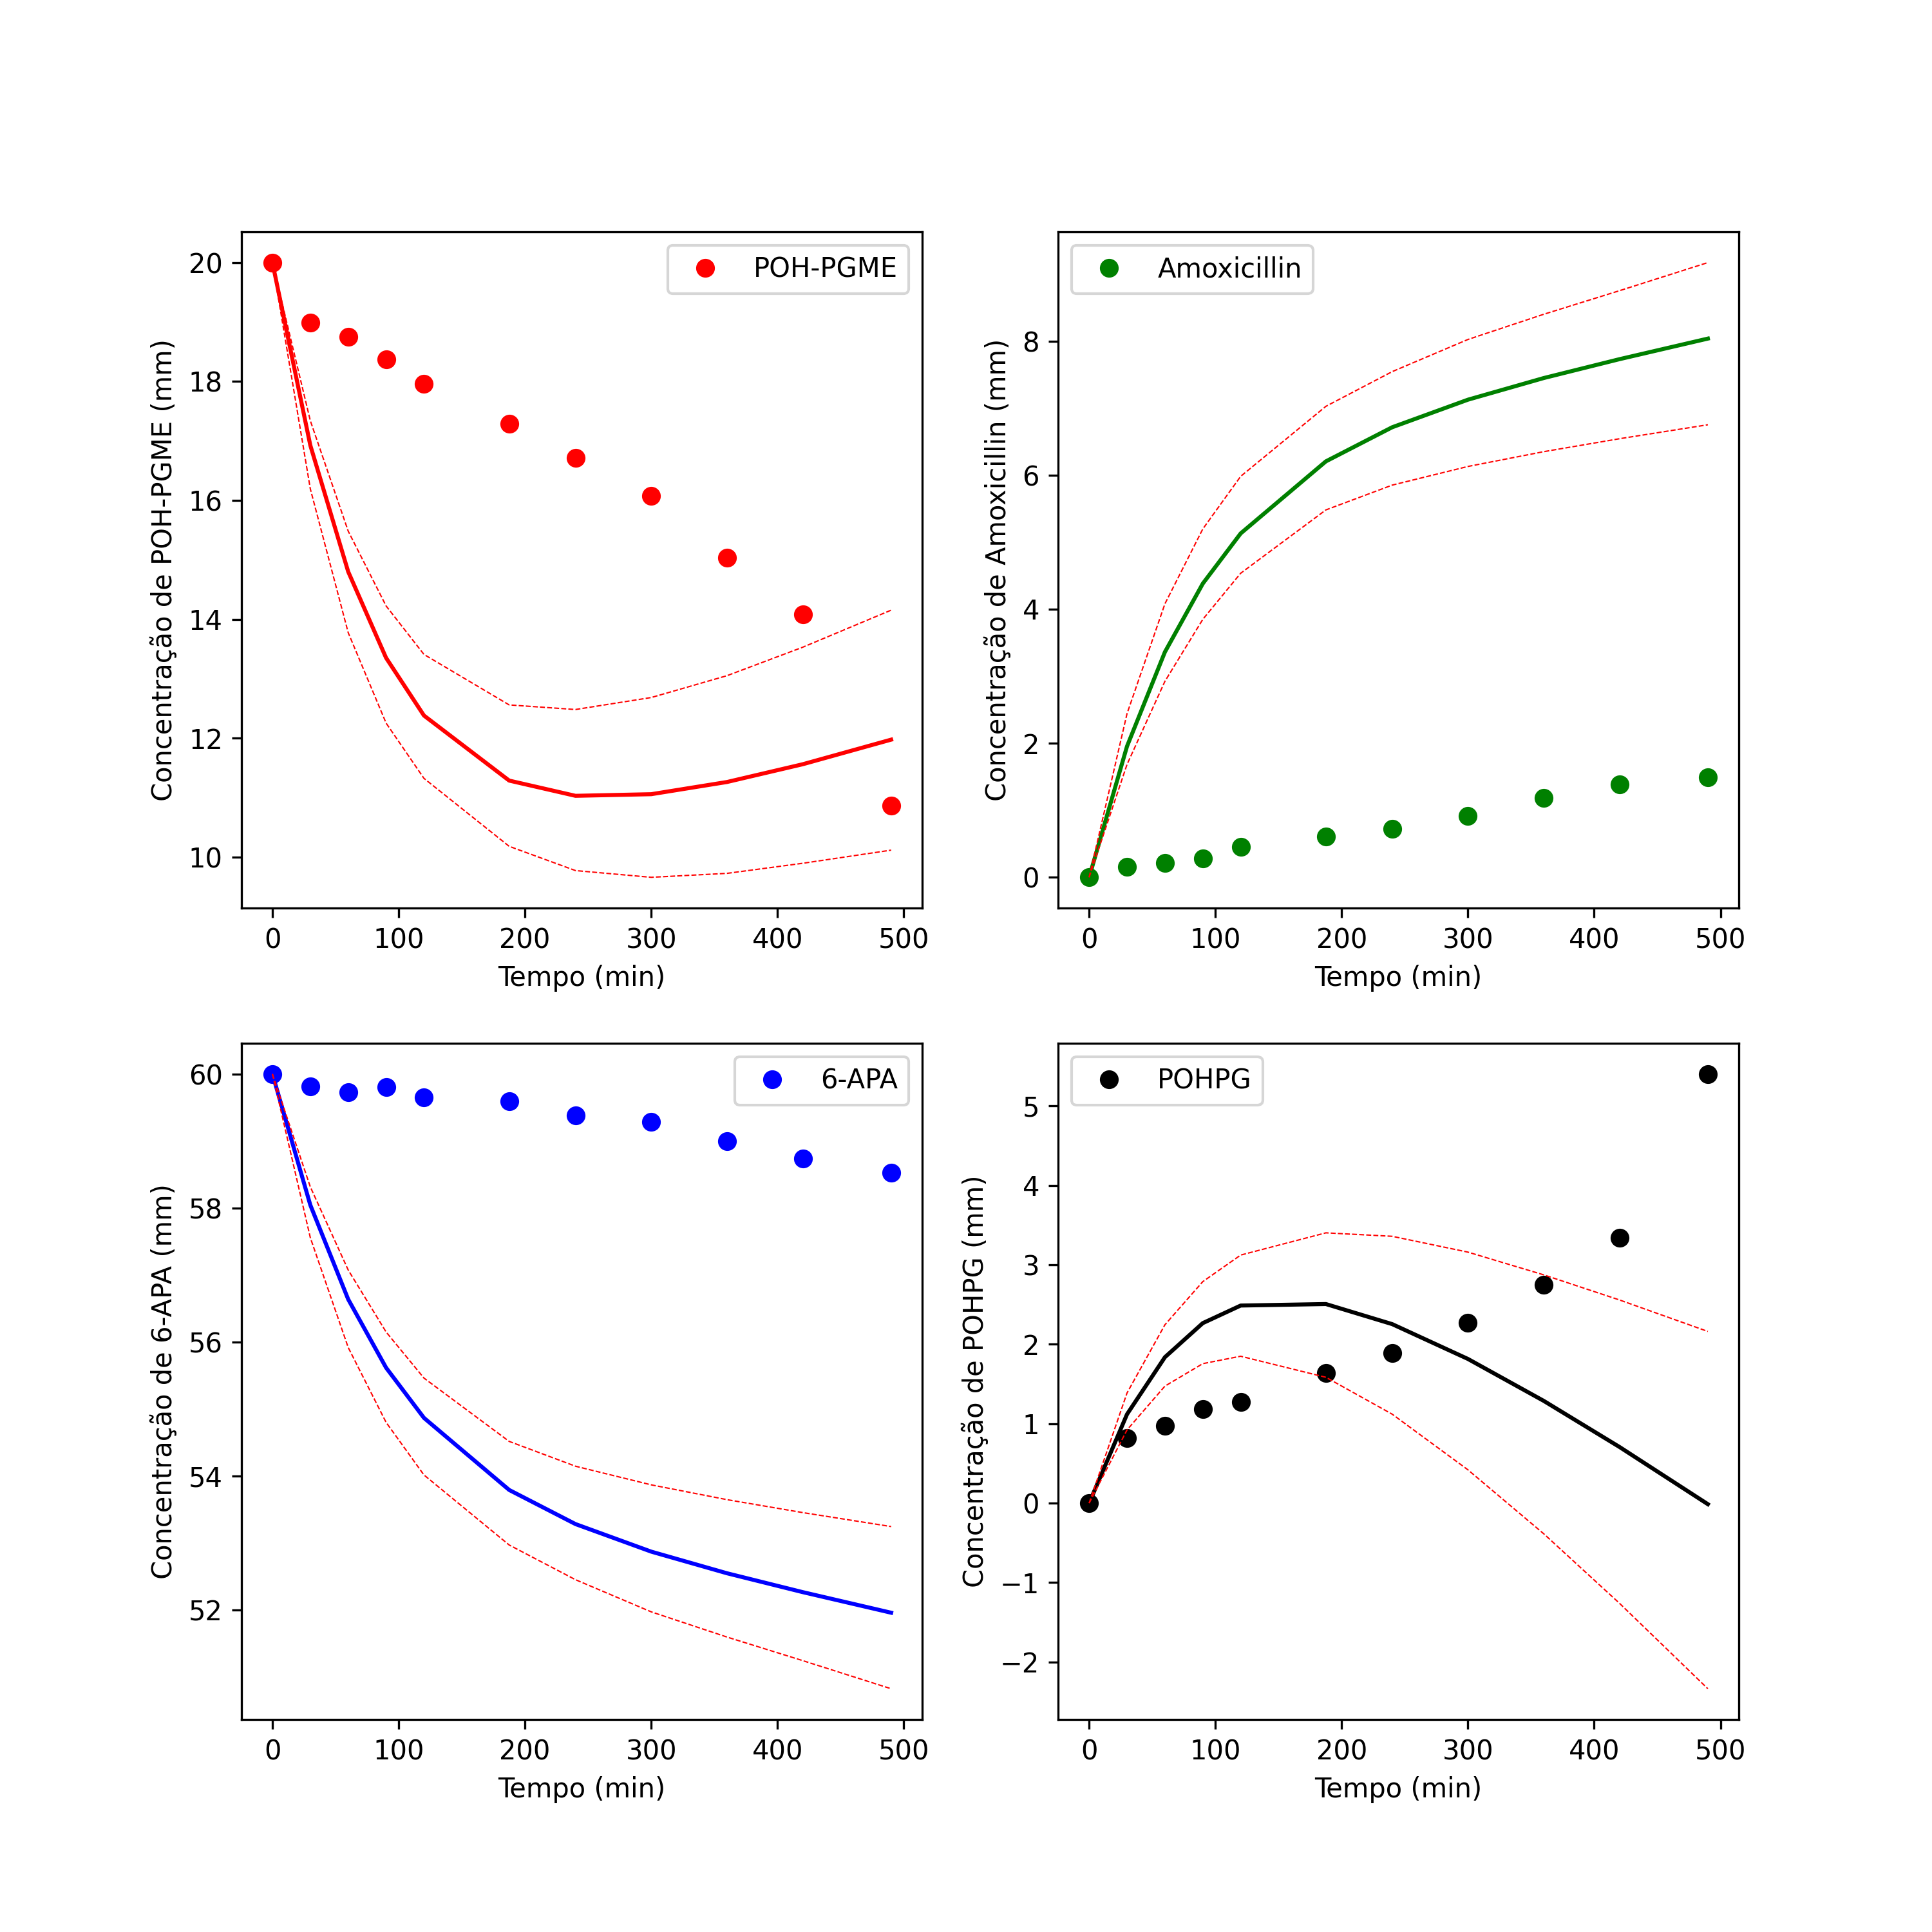 POH-PGME
Concentração de POH-PGME (mm)
20
18
16
14
12
10
0 100 200 300 400 500
Tempo (min)
Amoxicillin
Concentração de Amoxicillin (mm)
8
6
4
2
0
0 100 200 300 400 500
Tempo (min)
6-APA
Concentração de 6-APA (mm)
60
58
56
54
52
0 100 200 300 400 500
Tempo (min)
POHPG
Concentração de POHPG (mm)
5
4
3
2
1
0
−1
−2
0 100 200 300 400 500
Tempo (min)